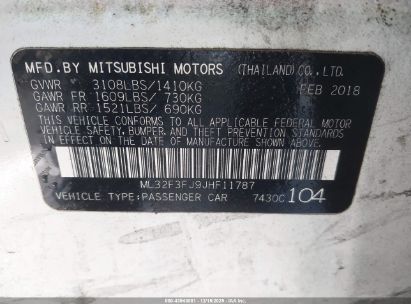 MFD.BY MITSUBISHI MOTORS (THAILAND) CO.,LTD.
GVWR 3108LBS/1410KG FEB 2018
GAWR FR 1609LBS/ 730KG
GAWR RR 1521LBS/ 690KG
THIS VEHICLE CONFORMS TO ALL APPLICABLE FEDERAL MOTOR
VEHICLE SAFETY, BUMPER, AND THEFT PREVENTION
STANDARDS IN EFFECT ON THE DATE OF MANUFACTURE
SHOWN ABOVE.
ML32F3FJ9JHF11787
VEHICLE TYPE:PASSENGER CAR 7430C 104